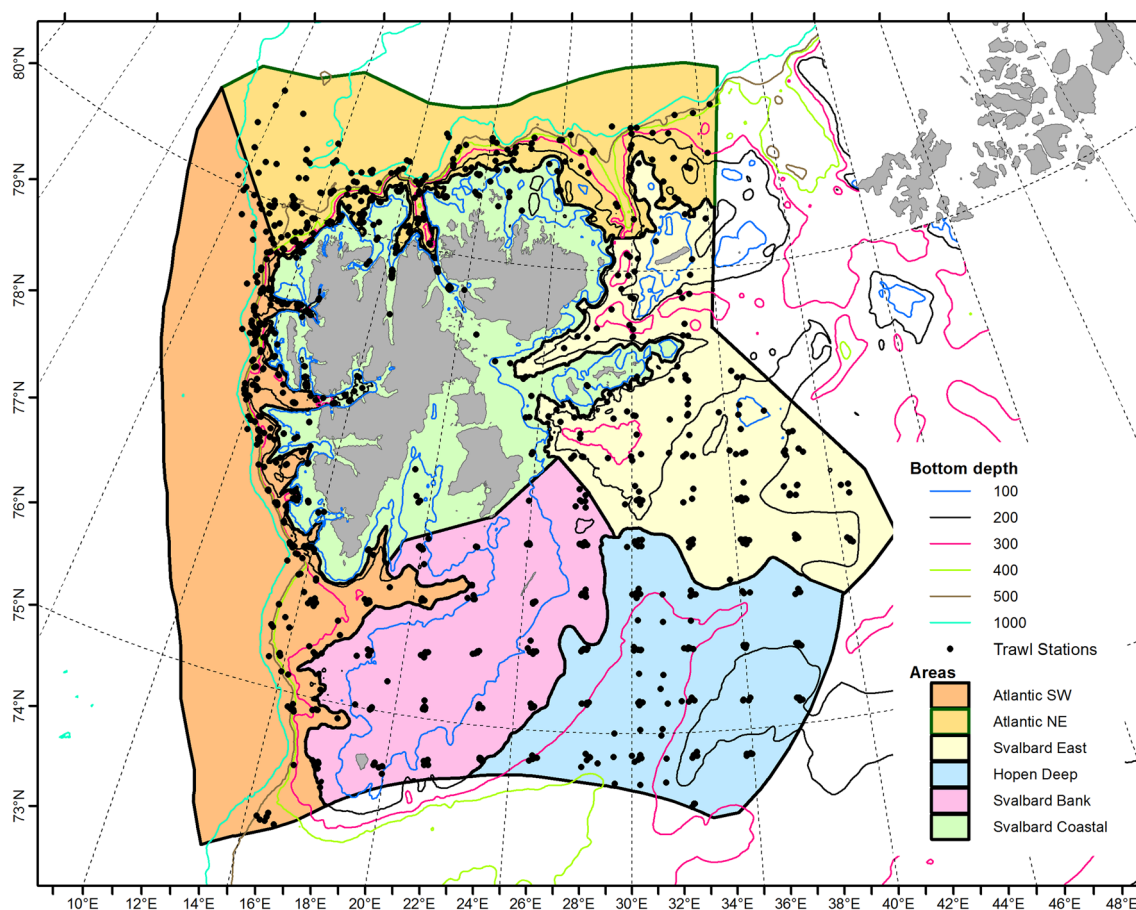 80°N
79°N
78°N
77°N
76°N
75°N
74°N
73°N
Bottom depth
100
200
300
400
500
1000
Trawl Stations
Areas
Atlantic SW
Atlantic NE
Svalbard East
Hopen Deep
Svalbard Bank
Svalbard Coastal
10°E 12°E 14°E 16°E 18°E 20°E 22°E 24°E 26°E 28°E 30°E 32°E 34°E 36°E 38°E 40°E 42°E 44°E 46°E 48°E